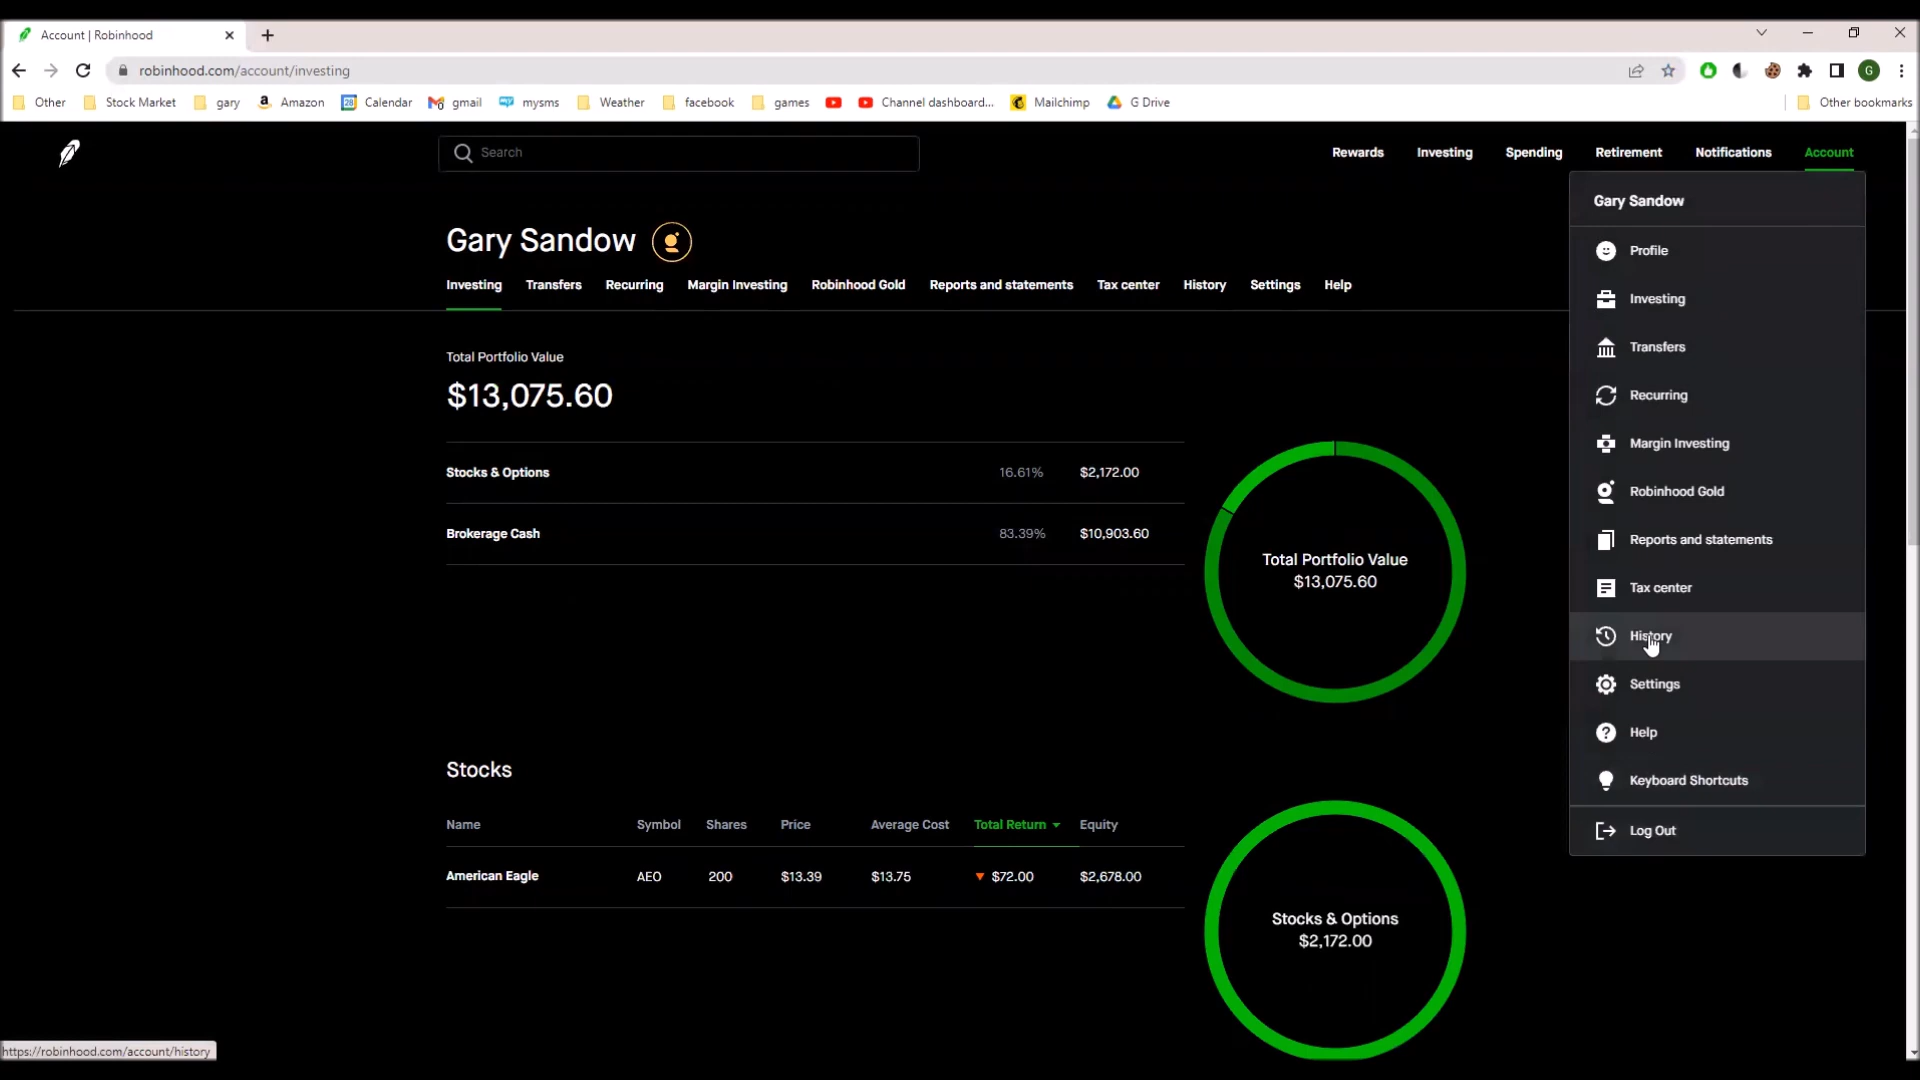 Account | Robinhood
robinhood.com/account/investing
G
Other Stock Market gary Amazon Calendar gmail mysms Weather facebook games Channel dashboard... Mailchimp G Drive Other bookmarks
Search
Rewards Investing Spending Retirement Notifications Account
Gary Sandow
Investing Transfers Recurring Margin Investing Robinhood Gold Reports and statements Tax center History Settings Help
Total Portfolio Value
$13,075.60
Stocks & Options 16.61% $2,172.00
Brokerage Cash 83.39% $10,903.60
Total Portfolio Value
$13,075.60
Stocks
Name Symbol Shares Price Average Cost Total Return Equity
American Eagle AEO 200 $13.39 $13.75 $72.00 $2,678.00
Stocks & Options
$2,172.00
Gary Sandow
Profile
Investing
Transfers
Recurring
Margin Investing
Robinhood Gold
Reports and statements
Tax center
History
Settings
Help
Keyboard Shortcuts
Log Out
https://robinhood.com/account/history